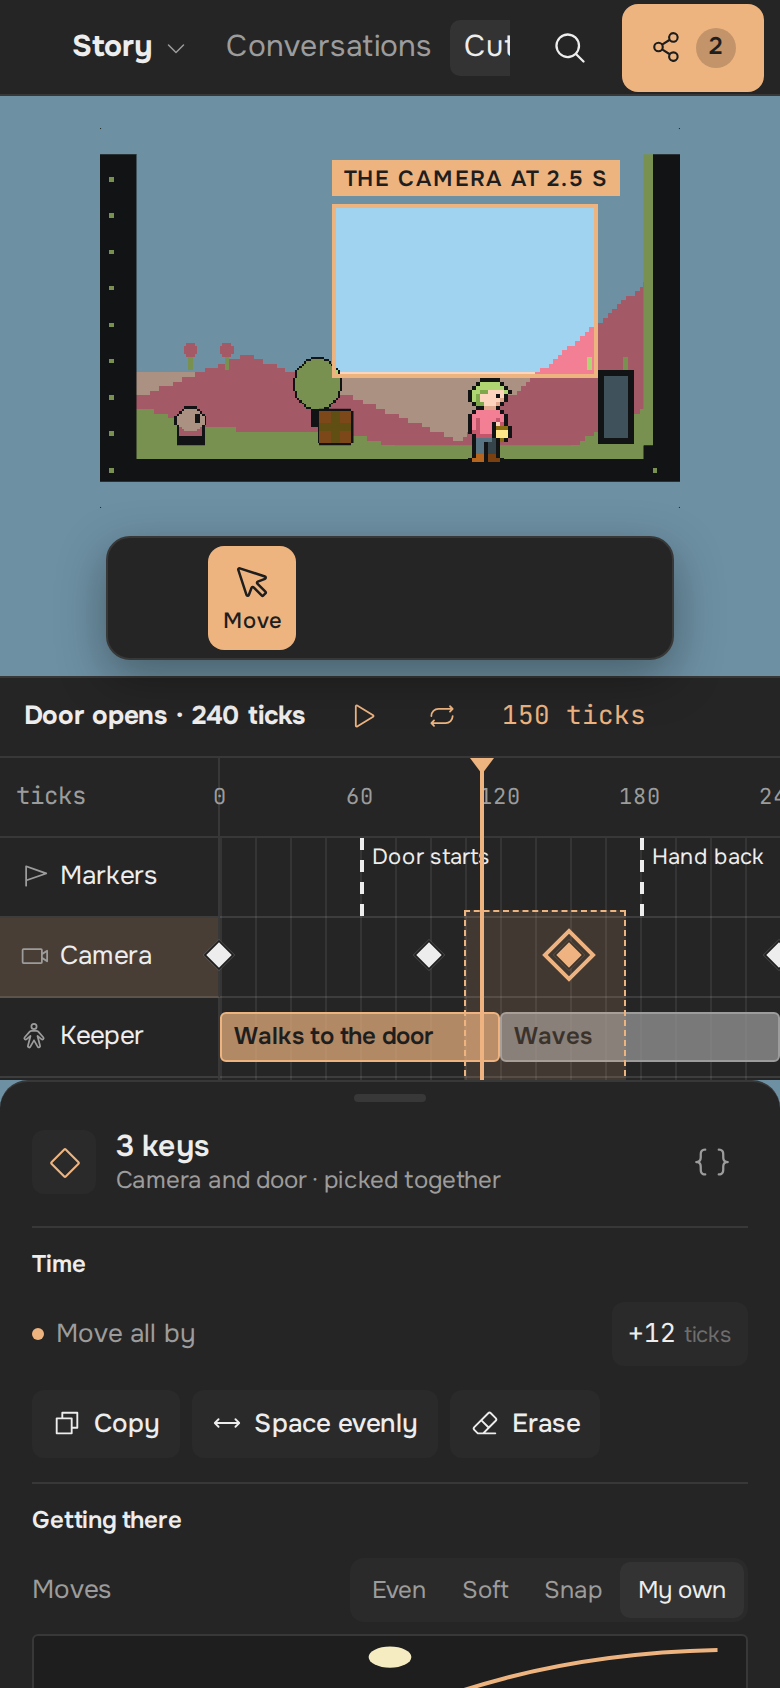 Story
Conversations
Cut
2
THE CAMERA AT 2.5 S
Move
Door opens · 240 ticks
150 ticks
ticks
0
60
120
180
24
Markers
Door starts
Hand back
Camera
Keeper
Walks to the door
Waves
3 keys
Camera and door · picked together
{ }
Time
Move all by
+12 ticks
Copy
Space evenly
Erase
Getting there
Moves
Even
Soft
Snap
My own